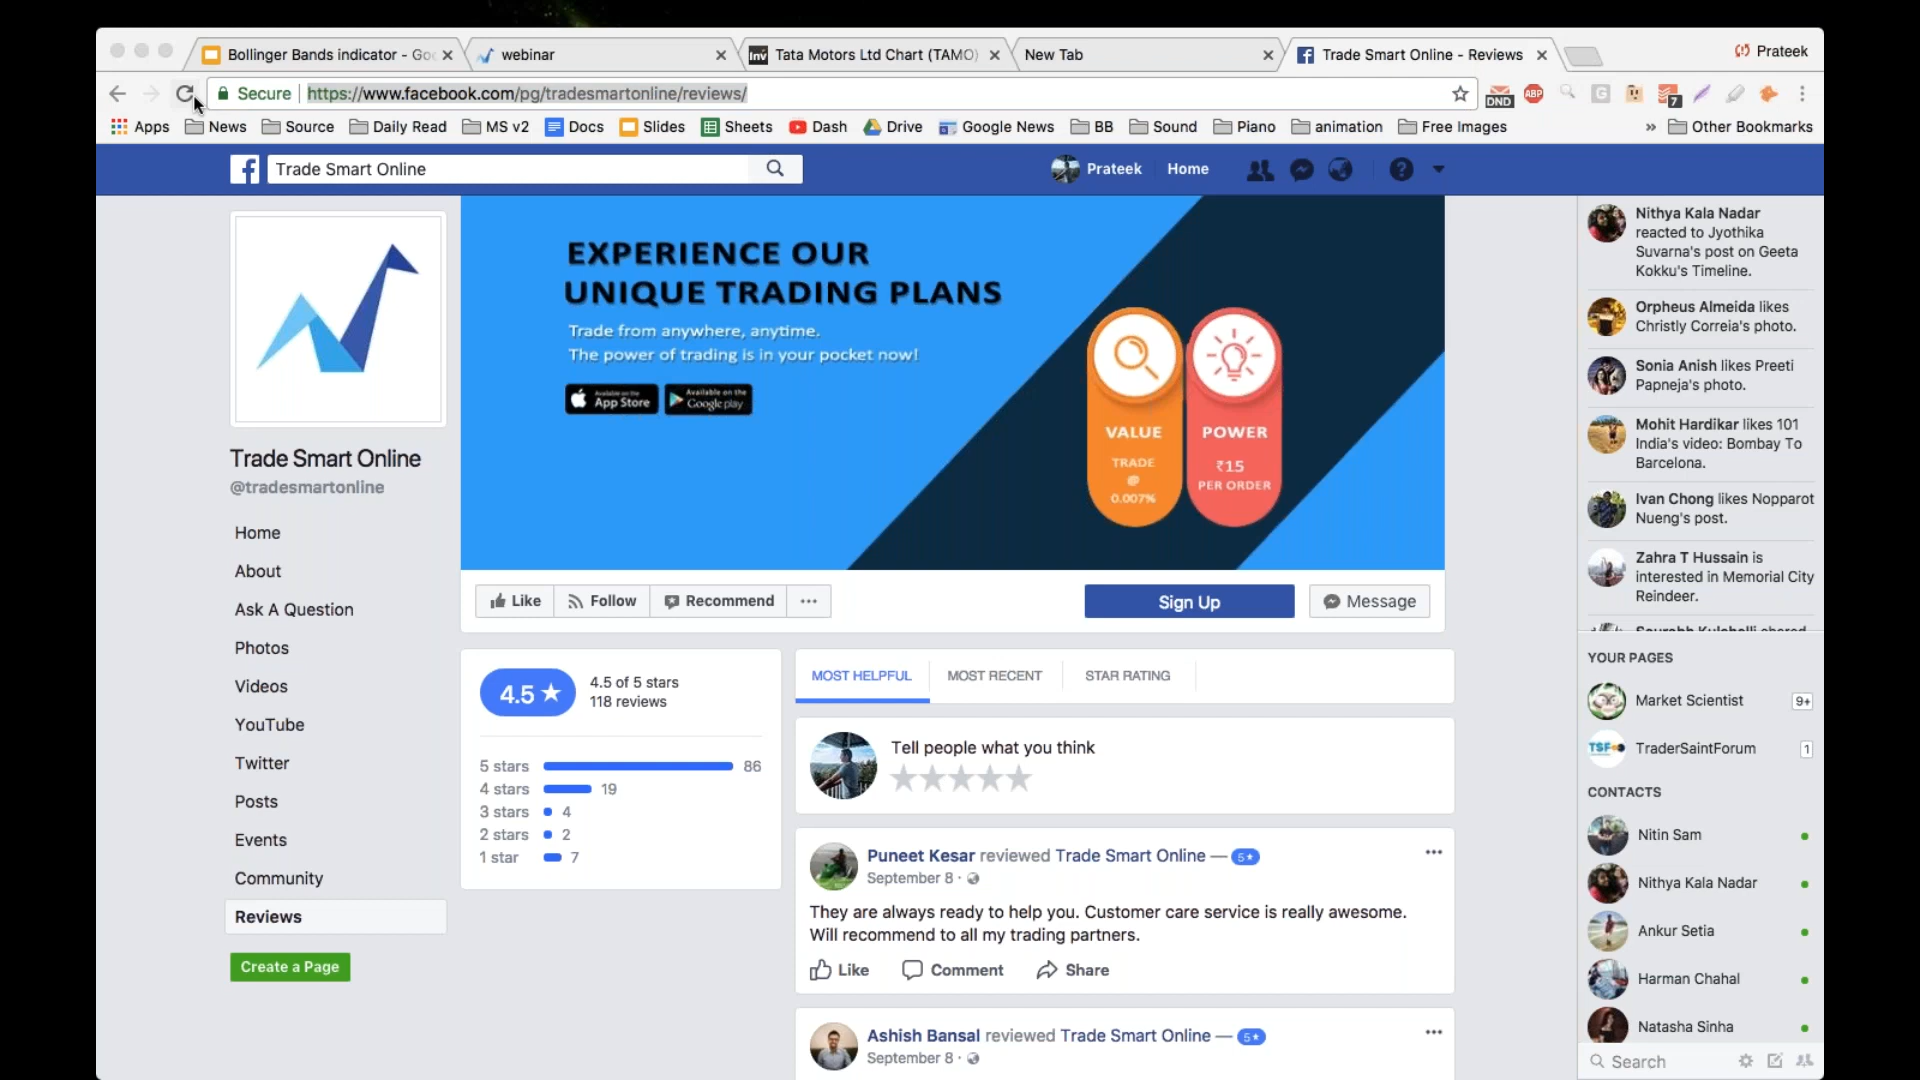 Bollinger Bands indicator - Goo
webinar
Tata Motors Ltd Chart (TAMO)
New Tab
Trade Smart Online - Reviews
Prateek
Secure
https://www.facebook.com/pg/tradesmartonline/reviews/
DND
ABP
G
7
Apps
News
Source
Daily Read
MS v2
Docs
Slides
Sheets
Dash
Drive
Google News
BB
Sound
Piano
animation
Free Images
» Other Bookmarks
Trade Smart Online
Prateek
Home
EXPERIENCE OUR
UNIQUE TRADING PLANS
Trade from anywhere, anytime.
The power of trading is in your pocket now!
Available on the
App Store
Available on the
Google play
VALUE
TRADE
@
0.007%
POWER
₹15
PER ORDER
Trade Smart Online
@tradesmartonline
Home
About
Ask A Question
Photos
Videos
YouTube
Twitter
Posts
Events
Community
Reviews
Create a Page
Like
Follow
Recommend
Sign Up
Message
4.5 ★
4.5 of 5 stars
118 reviews
5 stars 86
4 stars 19
3 stars 4
2 stars 2
1 star 7
MOST HELPFUL
MOST RECENT
STAR RATING
Tell people what you think
Puneet Kesar reviewed Trade Smart Online — 5★
September 8 ·
They are always ready to help you. Customer care service is really awesome.
Will recommend to all my trading partners.
Like
Comment
Share
Ashish Bansal reviewed Trade Smart Online — 5★
September 8 ·
Nithya Kala Nadar
reacted to Jyothika
Suvarna's post on Geeta
Kokku's Timeline.
Orpheus Almeida likes
Christly Correia's photo.
Sonia Anish likes Preeti
Papneja's photo.
Mohit Hardikar likes 101
India's video: Bombay To
Barcelona.
Ivan Chong likes Nopparot
Nueng's post.
Zahra T Hussain is
interested in Memorial City
Reindeer.
YOUR PAGES
Market Scientist 9+
TSF
TraderSaintForum 1
CONTACTS
Nitin Sam
Nithya Kala Nadar
Ankur Setia
Harman Chahal
Natasha Sinha
Search